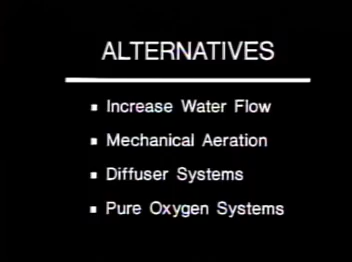 ALTERNATIVES
▪ Increase Water Flow
▪ Mechanical Aeration
▪ Diffuser Systems
▪ Pure Oxygen Systems